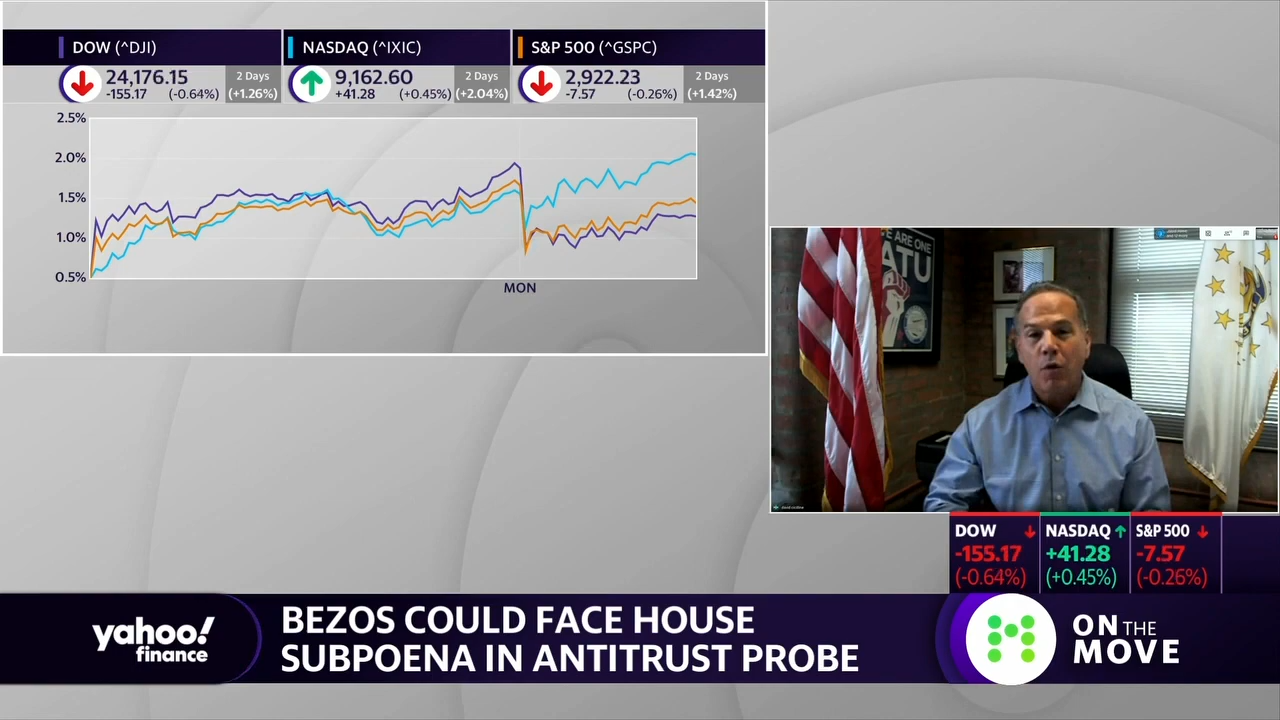 DOW (^DJI)
24,176.15
-155.17 (-0.64%)
2 Days
(+1.26%)
NASDAQ (^IXIC)
9,162.60
+41.28 (+0.45%)
2 Days
(+2.04%)
S&P 500 (^GSPC)
2,922.23
-7.57 (-0.26%)
2 Days
(+1.42%)
2.5%
2.0%
1.5%
1.0%
0.5%
MON
ARE ONE
ATU
DOW
-155.17
(-0.64%)
NASDAQ
+41.28
(+0.45%)
S&P 500
-7.57
(-0.26%)
yahoo!
finance
BEZOS COULD FACE HOUSE
SUBPOENA IN ANTITRUST PROBE
ON THE
MOVE